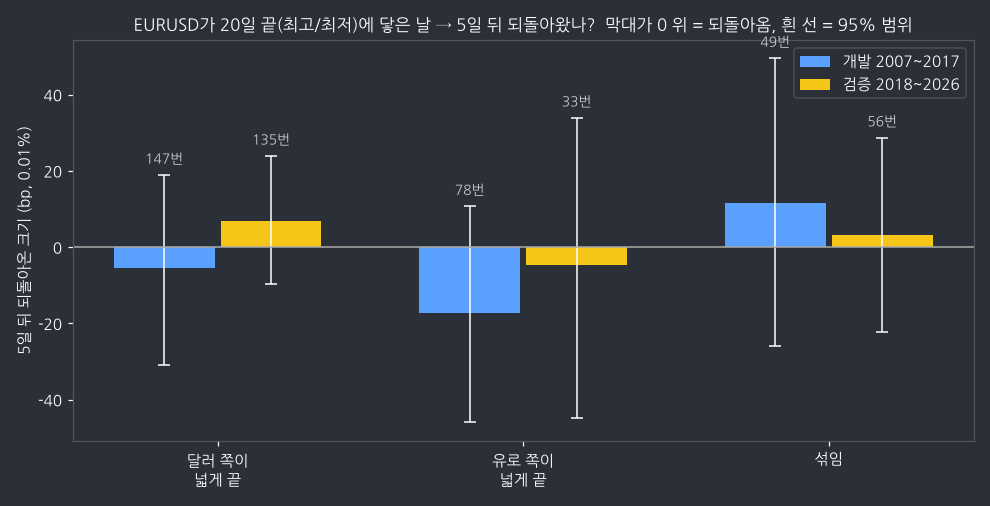 EURUSD가 20일 끝(최고/최저)에 닿은 날 → 5일 뒤 되돌아왔나? 막대가 0 위 = 되돌아옴, 흰 선 = 95% 범위
49번
개발 2007~2017
검증 2018~2026
147번
135번
78번
33번
56번
5일 뒤 되돌아온 크기 (bp, 0.01%)
40
20
0
-20
-40
달러 쪽이
넓게 끝
유로 쪽이
넓게 끝
섞임